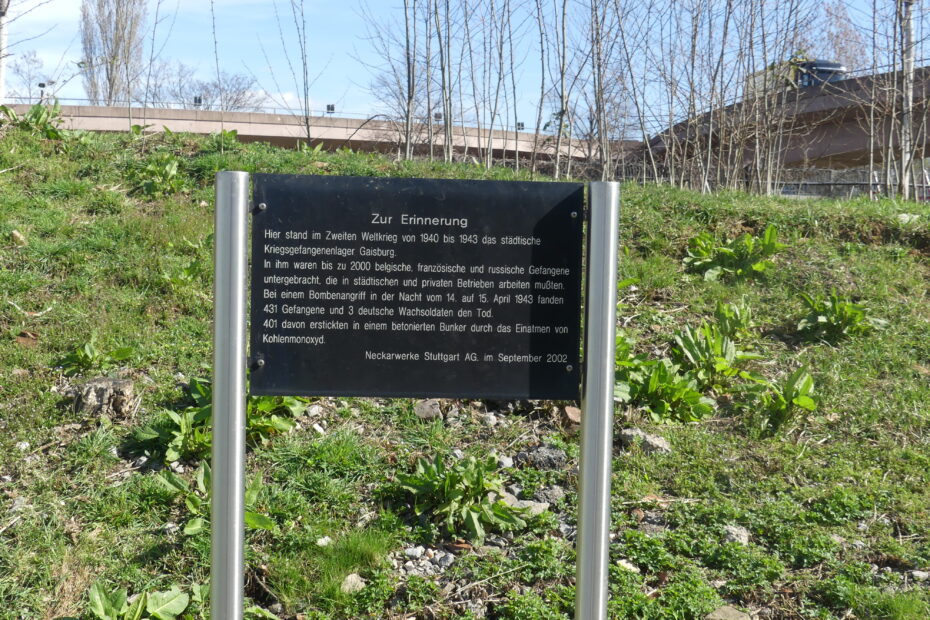 Zur Erinnerung
Hier stand im Zweiten Weltkrieg von 1940 bis 1943 das städtische
Kriegsgefangenenlager Gaisburg.
In ihm waren bis zu 2000 belgische, französische und russische Gefangene
untergebracht, die in städtischen und privaten Betrieben arbeiten mußten.
Bei einem Bombenangriff in der Nacht vom 14. auf 15. April 1943 fanden
431 Gefangene und 3 deutsche Wachsoldaten den Tod.
401 davon erstickten in einem betonierten Bunker durch das Einatmen von
Kohlenmonoxyd.
Neckarwerke Stuttgart AG. im September 2002